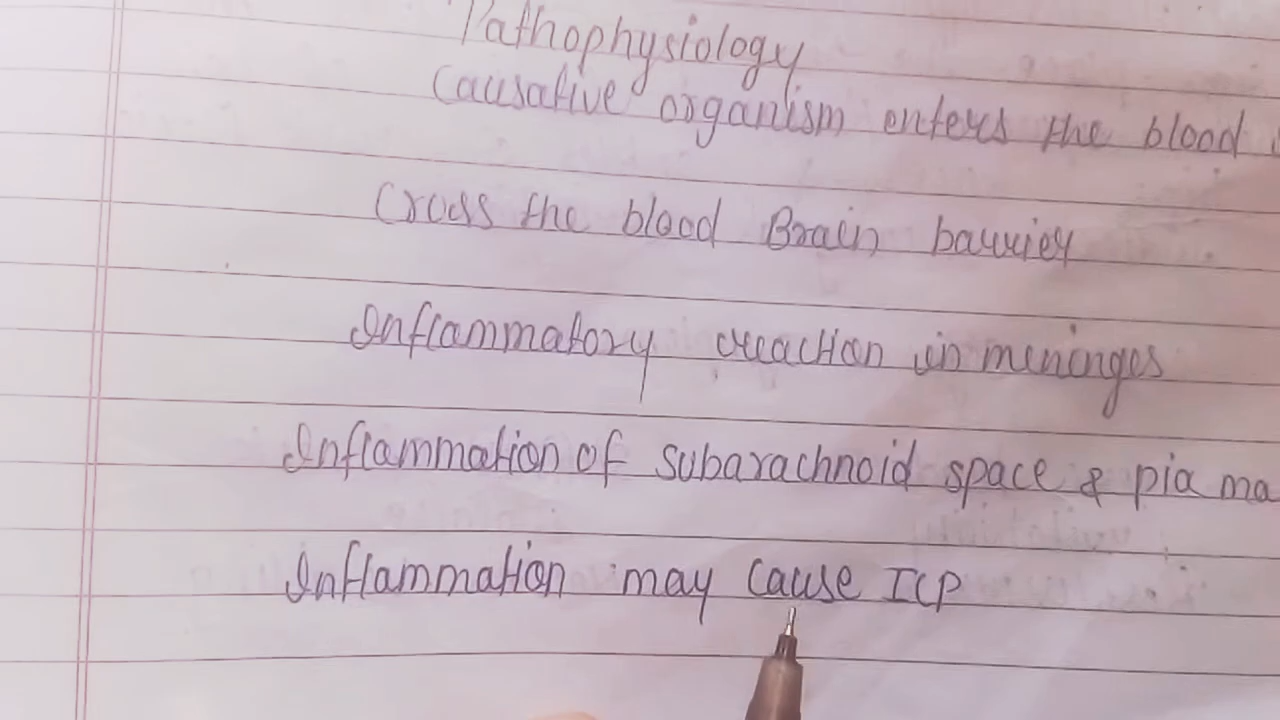 Pathophysiology
Causative organism enters the blood
Cross the blood Brain barrier
Inflammatory reaction in meninges
Inflammation of subarachnoid space & pia ma
Inflammation may cause ICP